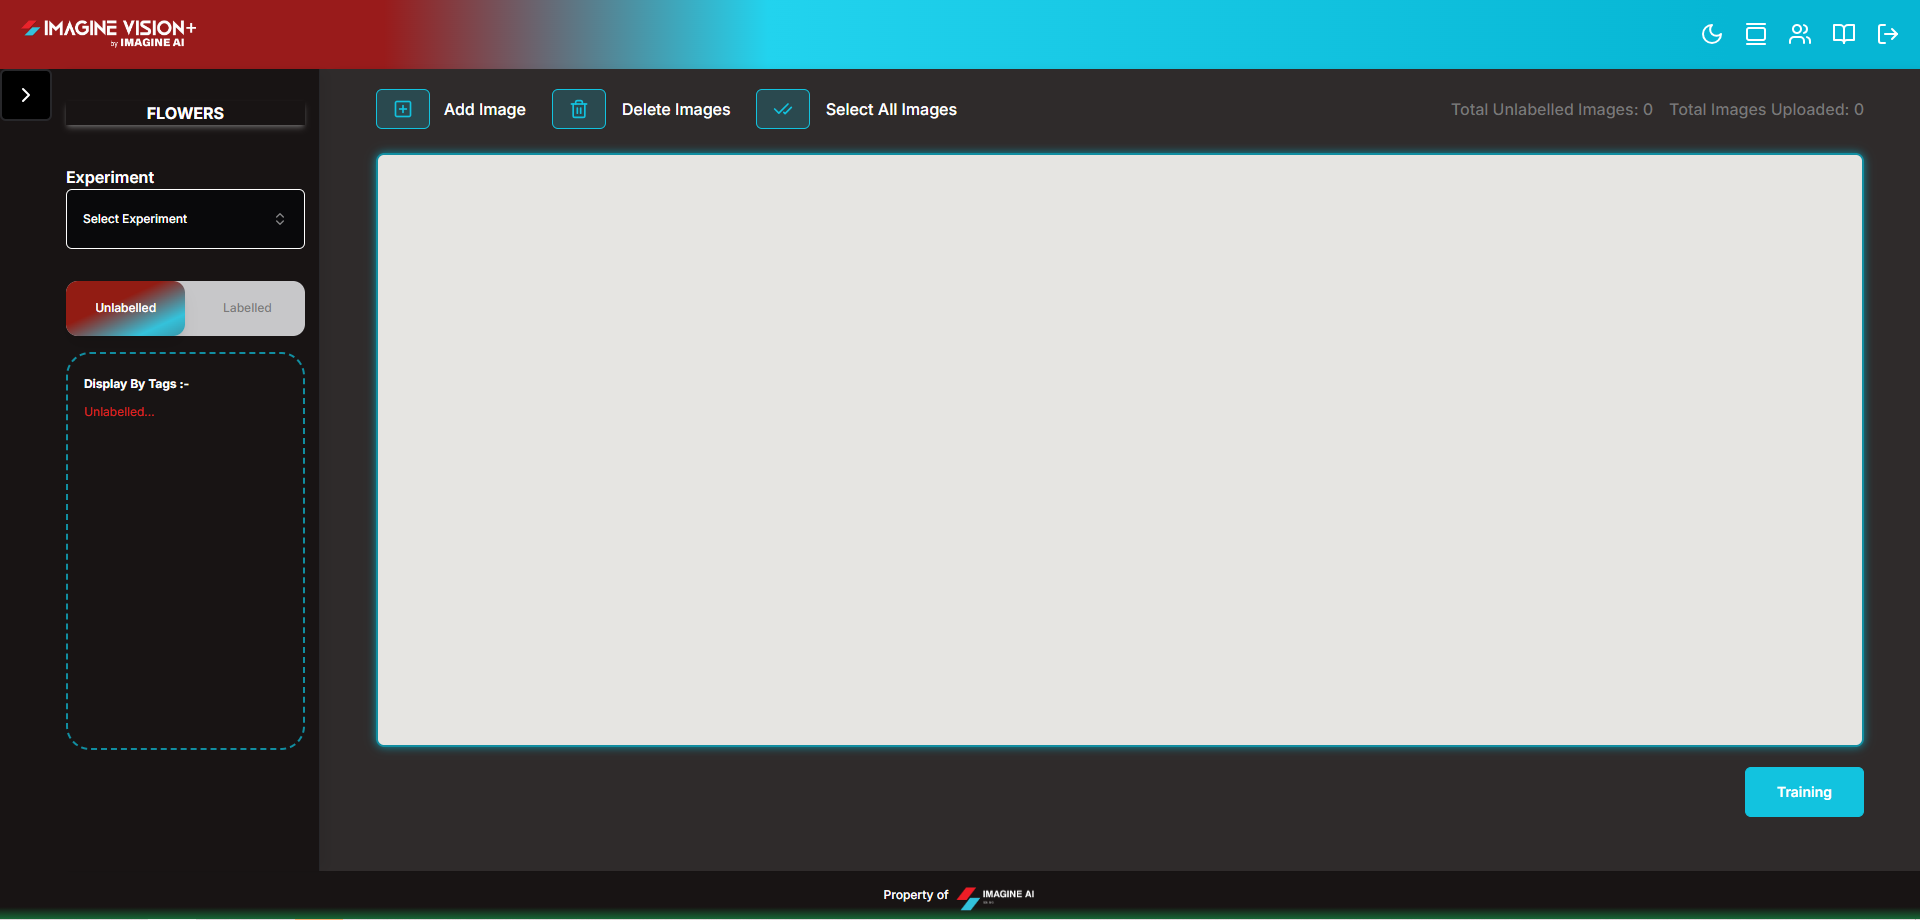 IMAGINE VISION+
by IMAGINE AI
FLOWERS
Add Image
Delete Images
Select All Images
Total Unlabelled Images: 0
Total Images Uploaded: 0
Experiment
Select Experiment
Unlabelled
Labelled
Display By Tags :-
Unlabelled...
Training
Property of
IMAGINE AI